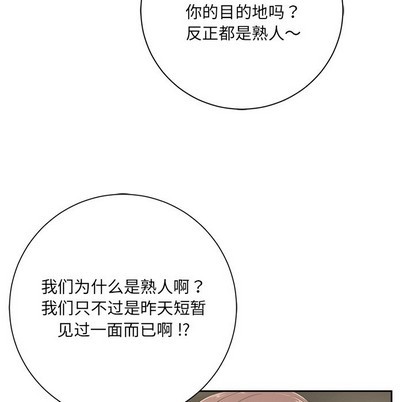 你的目的地吗？
反正都是熟人～
我们为什么是熟人啊？
我们只不过是昨天短暂
见过一面而已啊!?